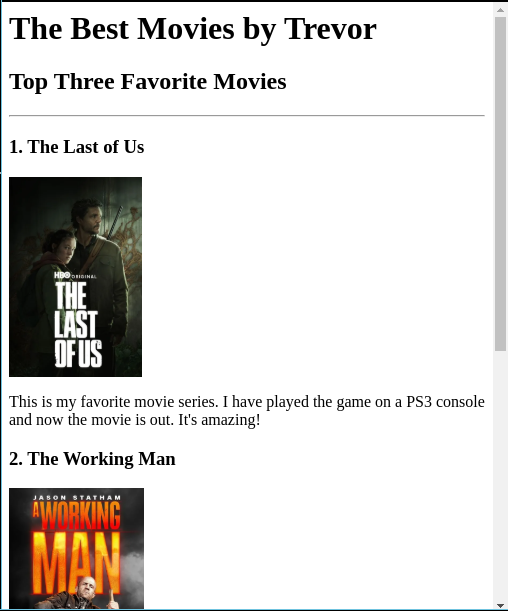 The Best Movies by Trevor
Top Three Favorite Movies
1. The Last of Us
HBO ORIGINAL
THE
LAST
OF US
This is my favorite movie series. I have played the game on a PS3 console
and now the movie is out. It's amazing!
2. The Working Man
JASON STATHAM
A WORKING
MAN